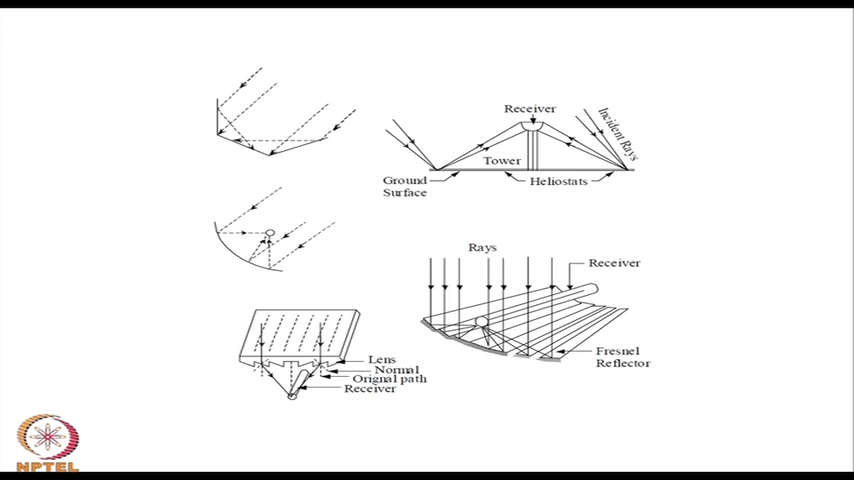 Receiver
Incident Rays
Tower
Ground
Surface
Heliostats
Rays
Receiver
Lens
Normal
Orignal path
Receiver
Fresnel
Reflector
NPTEL